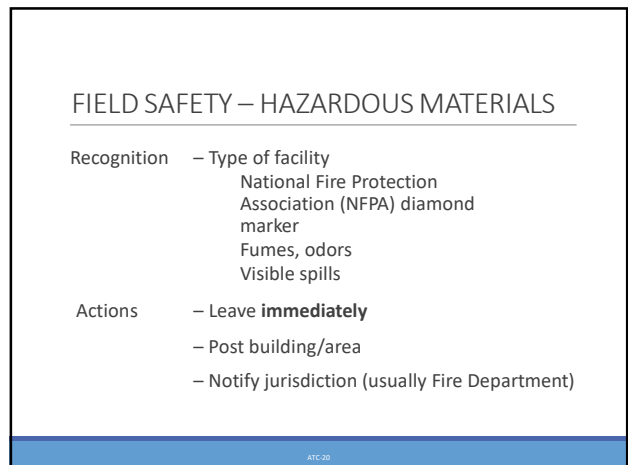 FIELD SAFETY – HAZARDOUS MATERIALS
Recognition – Type of facility
National Fire Protection
Association (NFPA) diamond
marker
Fumes, odors
Visible spills
Actions – Leave immediately
– Post building/area
– Notify jurisdiction (usually Fire Department)
ATC-20